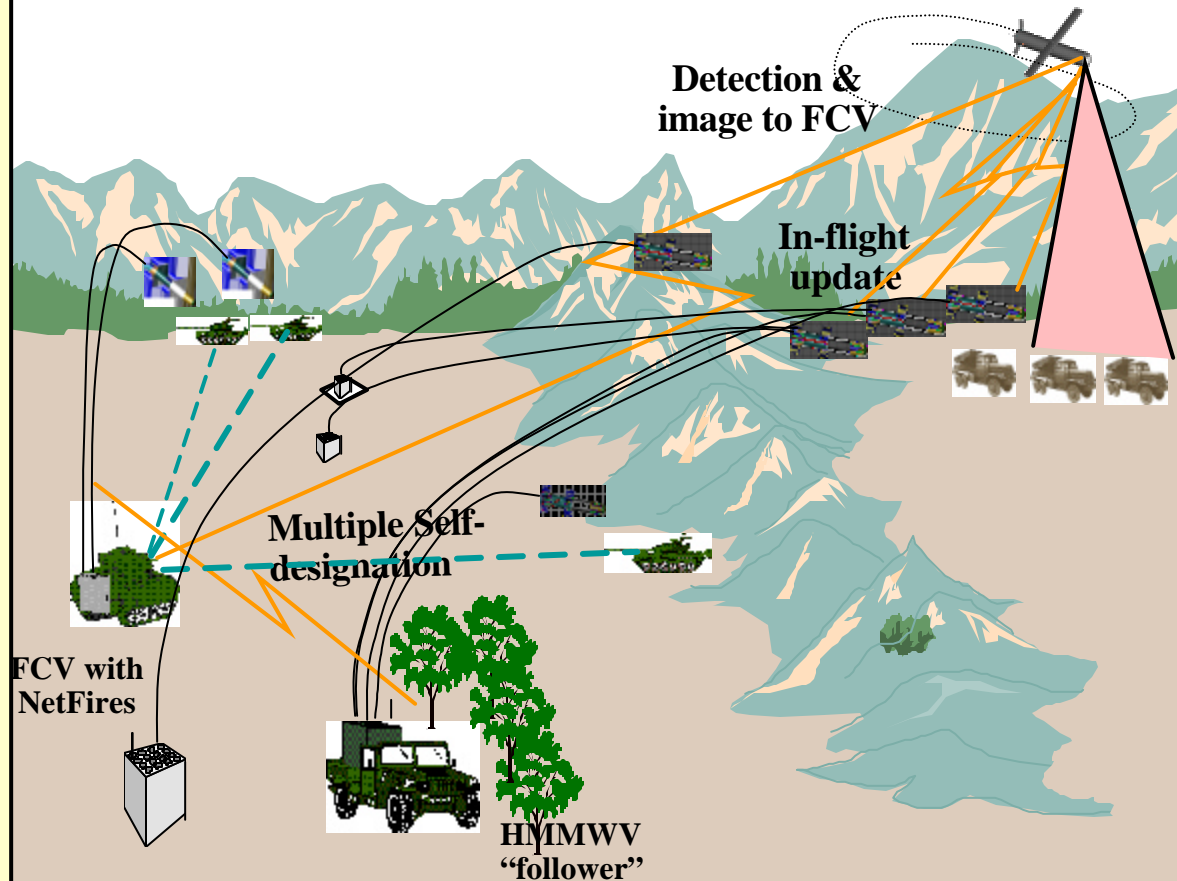 Detection &
image to FCV
In-flight
update
Multiple Self-
designation
FCV with
NetFires
HMMWV
“follower”